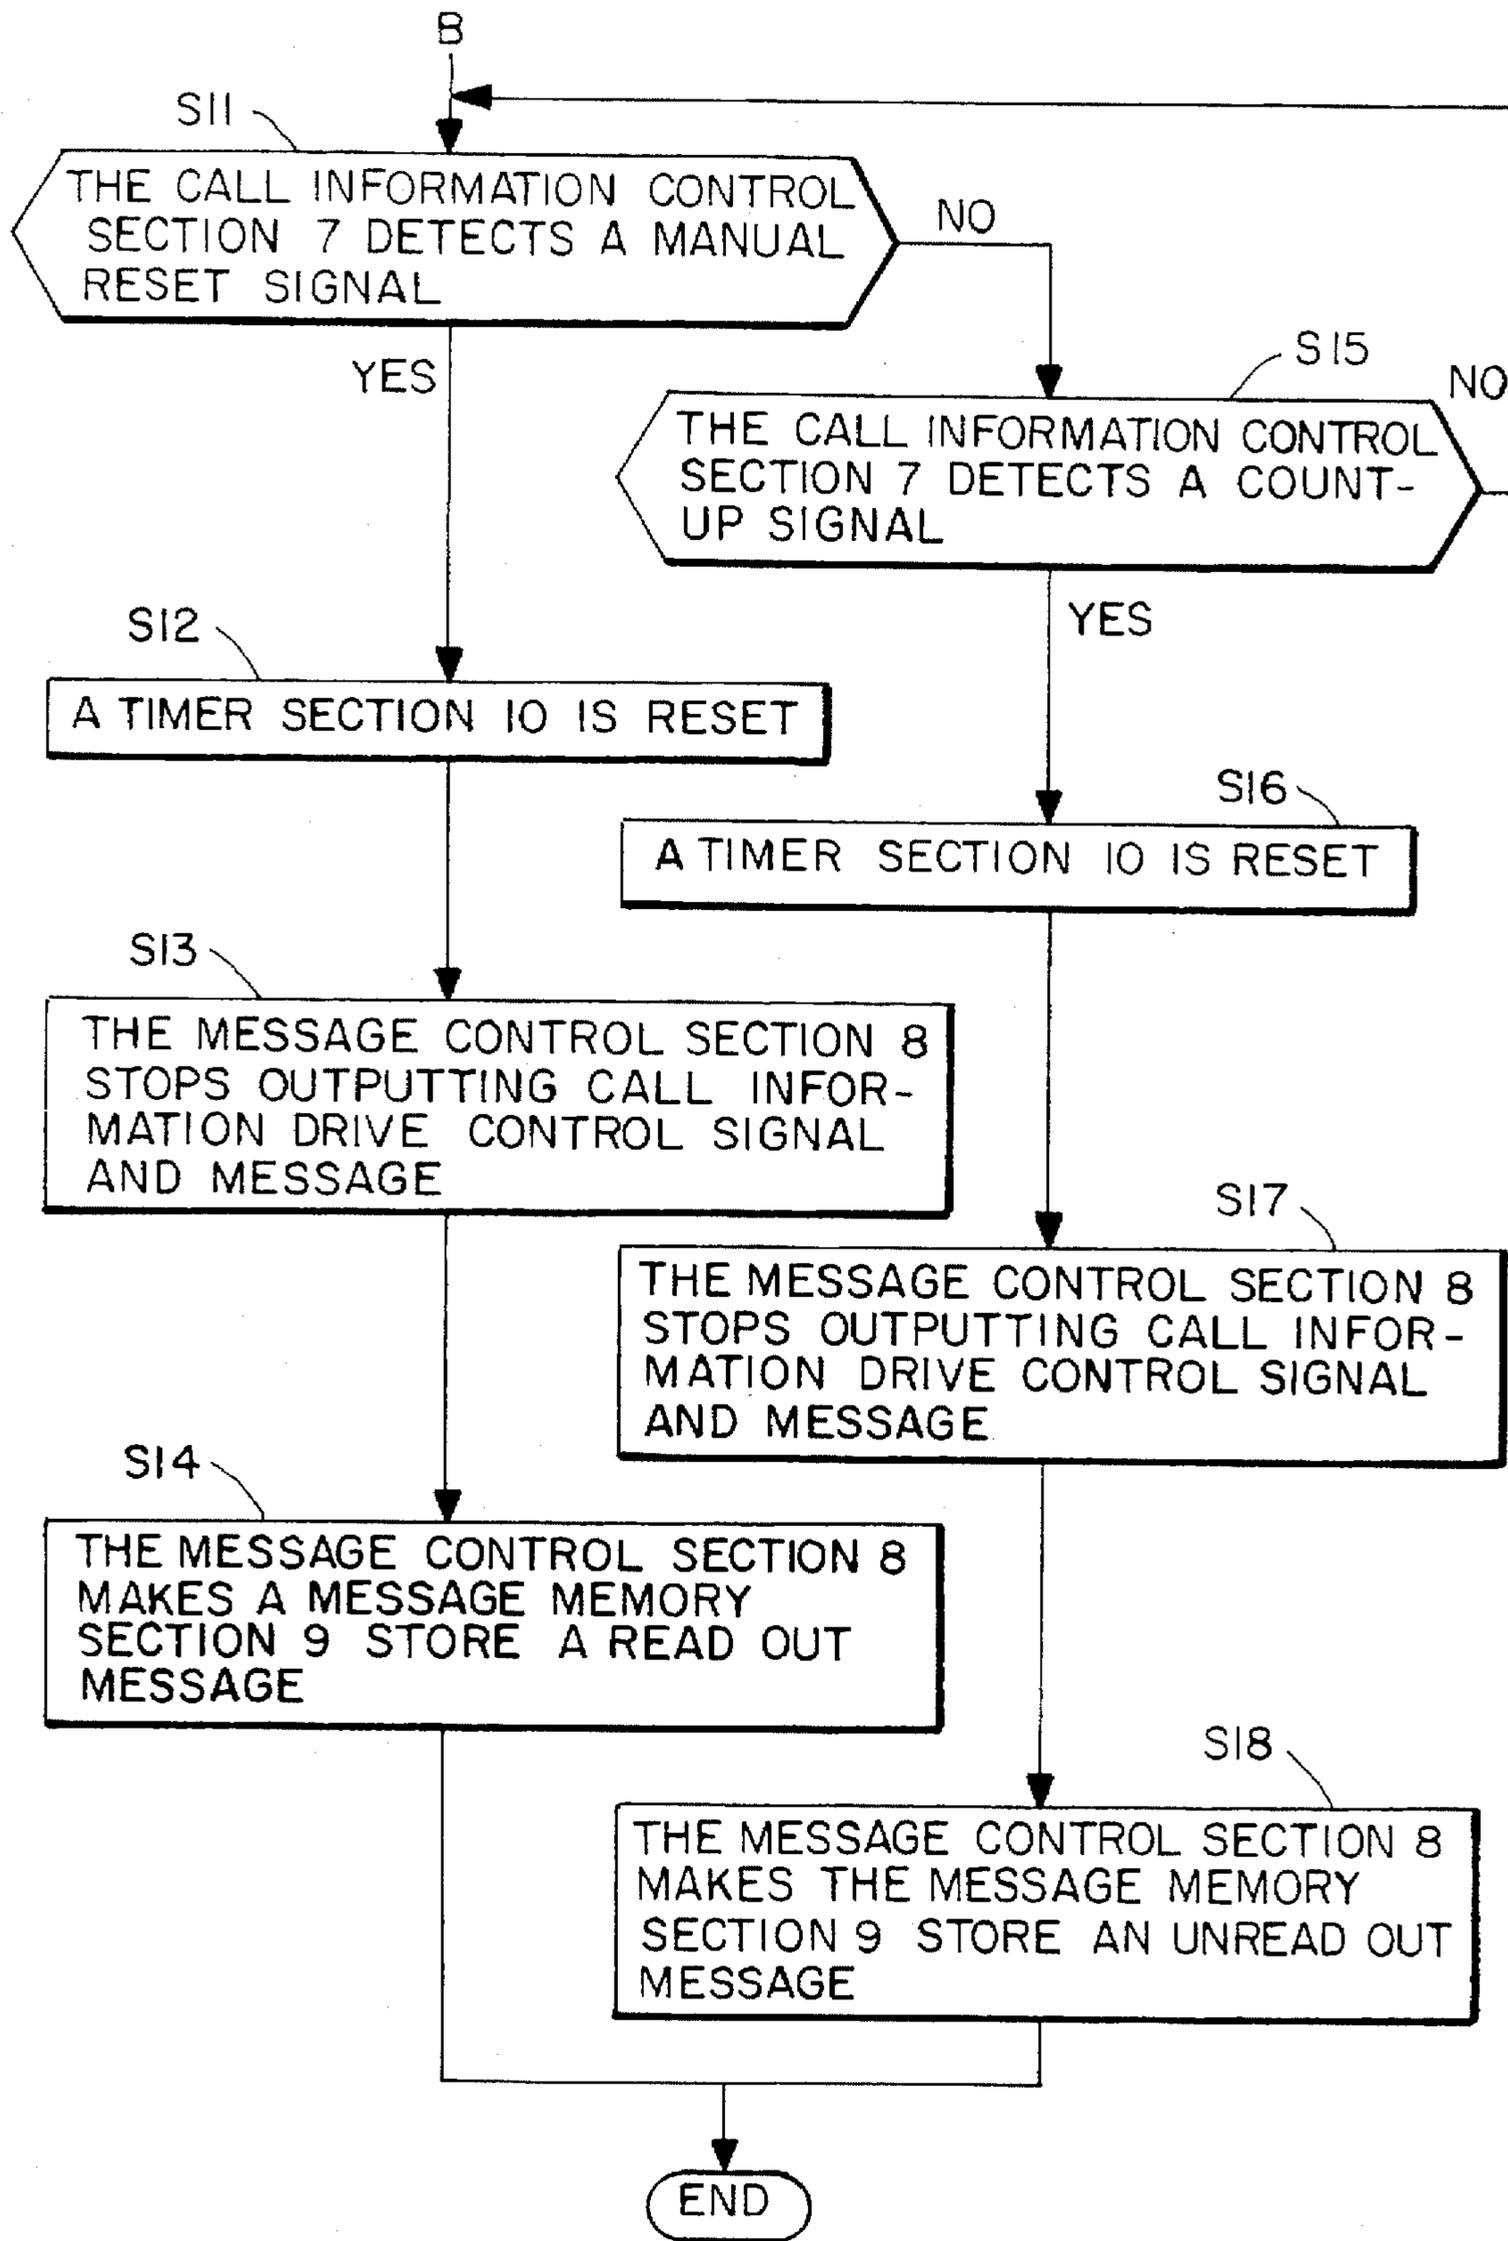 B
S11
THE CALL INFORMATION CONTROL
SECTION 7 DETECTS A MANUAL
RESET SIGNAL
NO
YES
S15
NO
THE CALL INFORMATION CONTROL
SECTION 7 DETECTS A COUNT-
UP SIGNAL
YES
S12
A TIMER SECTION 10 IS RESET
S16
A TIMER SECTION 10 IS RESET
S13
THE MESSAGE CONTROL SECTION 8
STOPS OUTPUTTING CALL INFOR-
MATION DRIVE CONTROL SIGNAL
AND MESSAGE
S17
THE MESSAGE CONTROL SECTION 8
STOPS OUTPUTTING CALL INFOR-
MATION DRIVE CONTROL SIGNAL
AND MESSAGE
S14
THE MESSAGE CONTROL SECTION 8
MAKES A MESSAGE MEMORY
SECTION 9 STORE A READ OUT
MESSAGE
S18
THE MESSAGE CONTROL SECTION 8
MAKES THE MESSAGE MEMORY
SECTION 9 STORE AN UNREAD OUT
MESSAGE
END